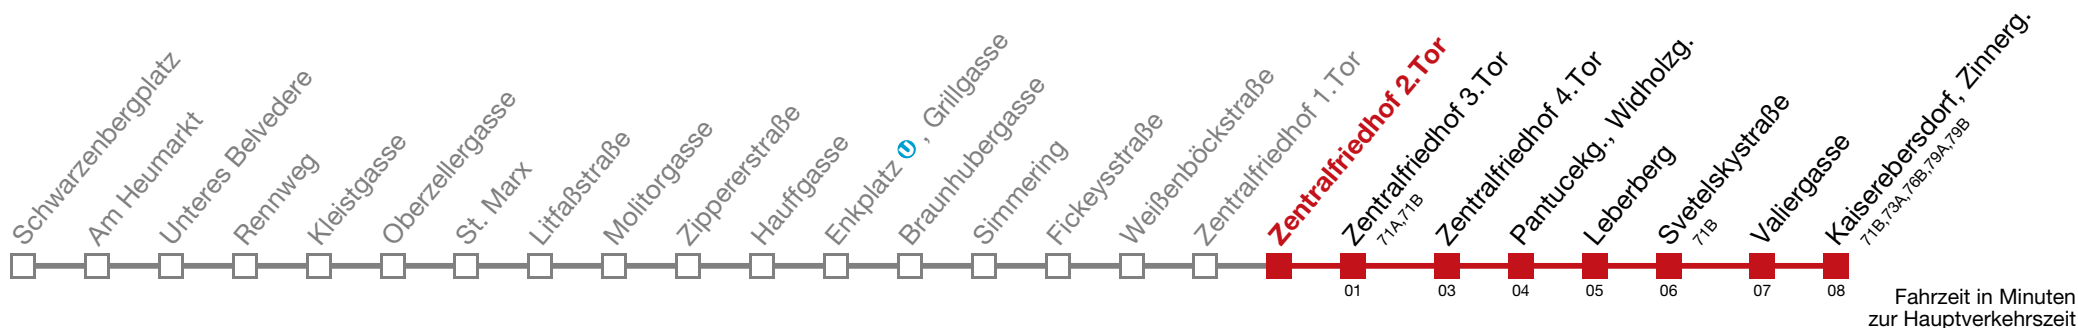 Schwarzenbergplatz
Am Heumarkt
Unteres Belvedere
Rennweg
Kleistgasse
Oberzellergasse
St. Marx
Litfaßstraße
Molitorgasse
Zippererstraße
Hauffgasse
Enkplatz U , Grillgasse
Braunhubergasse
Simmering
Fickeysstraße
Weißenböckstraße
Zentralfriedhof 1.Tor
Zentralfriedhof 2.Tor
Zentralfriedhof 3.Tor
71A,71B
Zentralfriedhof 4.Tor
Pantucekg., Widholzg.
Leberberg
Svetelskystraße
71B
Valiergasse
Kaiserebersdorf, Zinnerg.
71B,73A,76B,79A,79B
01 03 04 05 06 07 08
Fahrzeit in Minuten
zur Hauptverkehrszeit